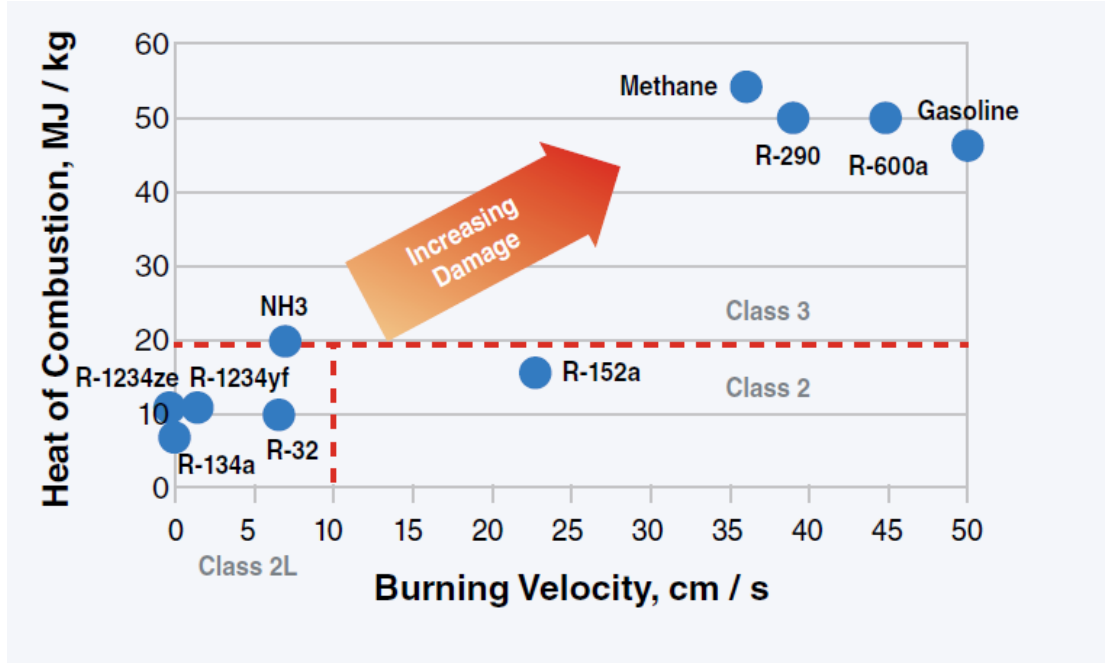 Heat of Combustion, MJ / kg
60
50
40
30
20
10
0
Methane
Gasoline
R-290
R-600a
Increasing
Damage
NH3
Class 3
R-1234ze R-1234yf
R-152a
Class 2
R-32
R-134a
0 5 10 15 20 25 30 35 40 45 50
Class 2L
Burning Velocity, cm / s